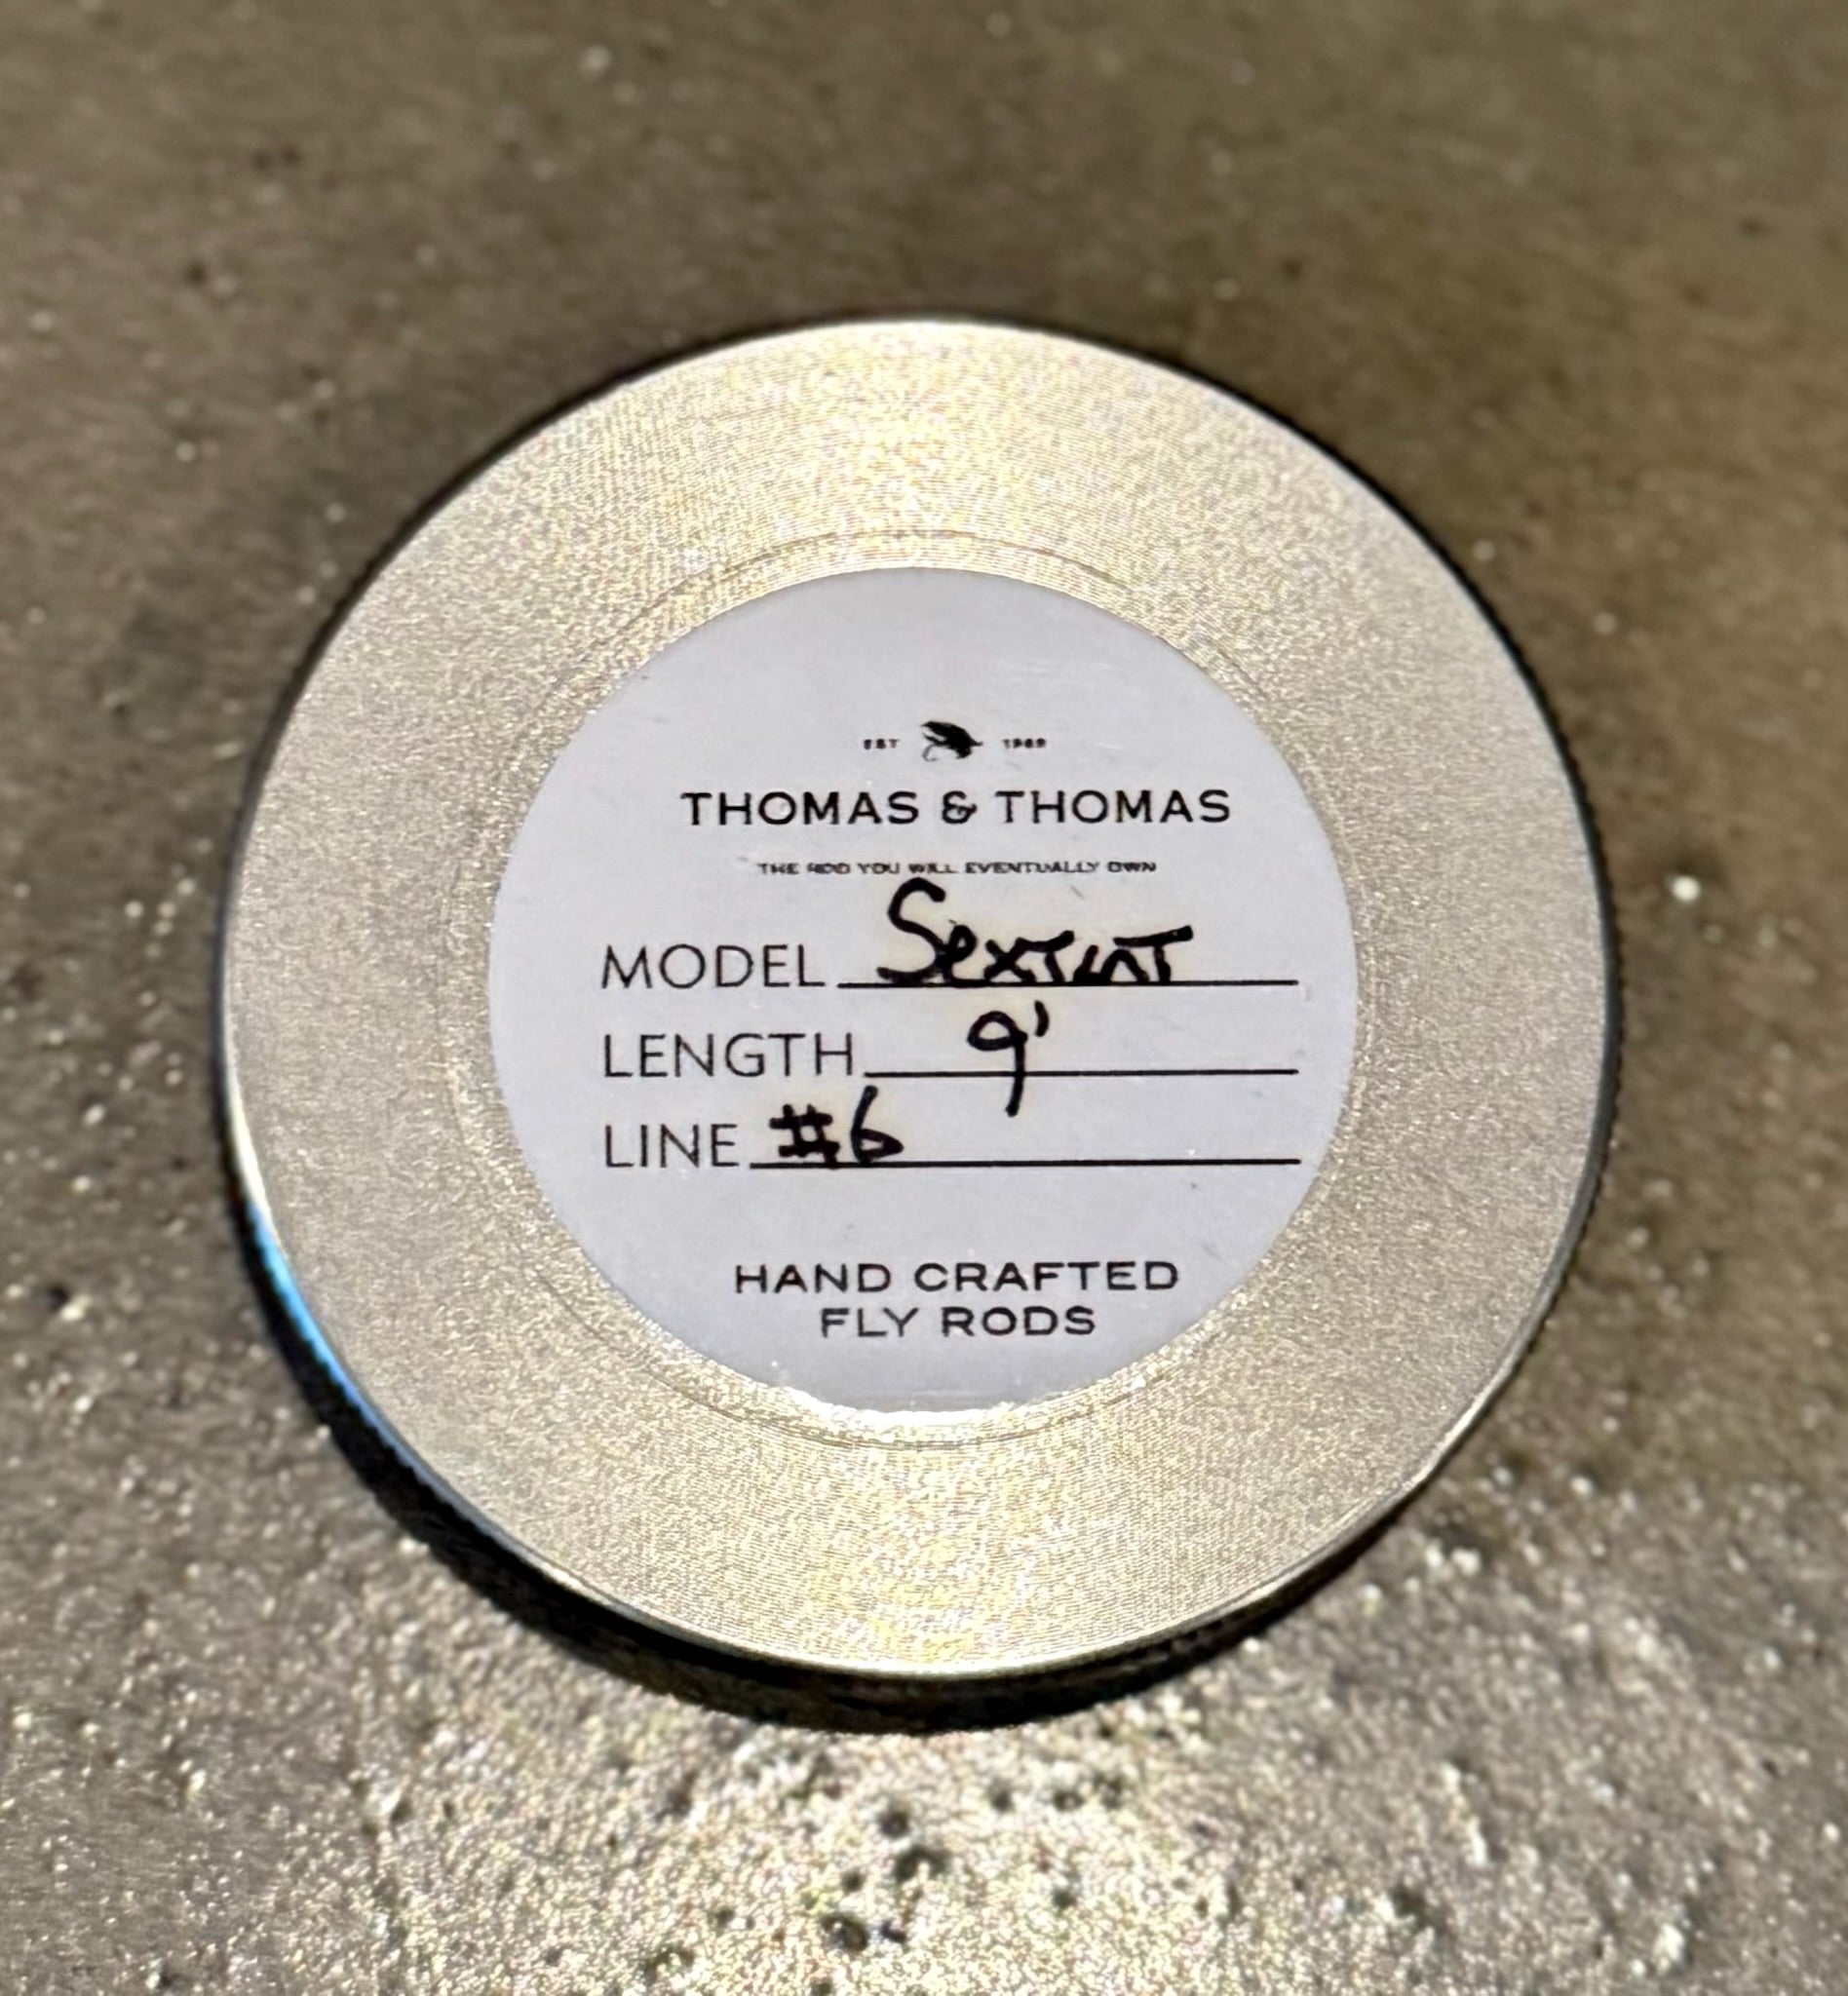 EST 1969
THOMAS & THOMAS
THE ROD YOU WILL EVENTUALLY OWN
MODEL Sextant
LENGTH 9'
LINE #6
HAND CRAFTED
FLY RODS